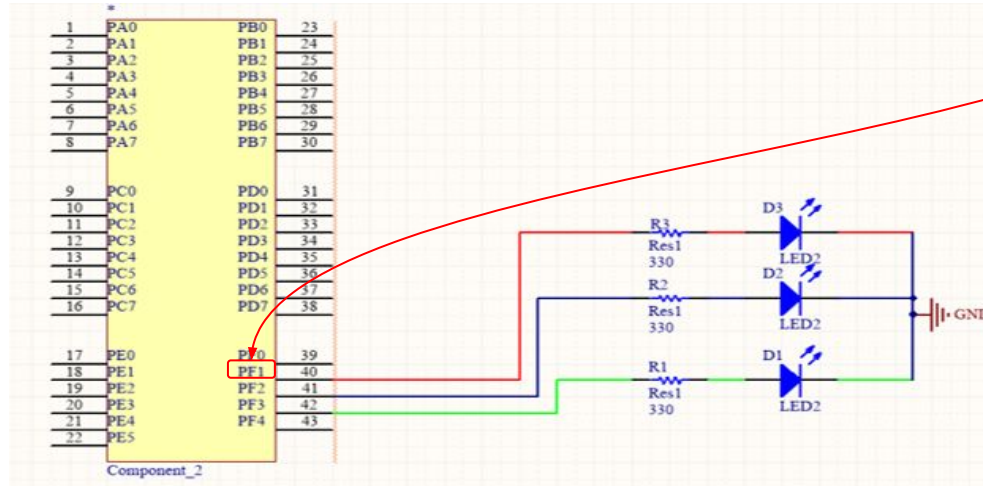 *
1 PA0 PB0 23
2 PA1 PB1 24
3 PA2 PB2 25
4 PA3 PB3 26
5 PA4 PB4 27
6 PA5 PB5 28
7 PA6 PB6 29
8 PA7 PB7 30
9 PC0 PD0 31
10 PC1 PD1 32
11 PC2 PD2 33
12 PC3 PD3 34
13 PC4 PD4 35
14 PC5 PD5 36
15 PC6 PD6 37
16 PC7 PD7 38
17 PE0 PF0 39
18 PE1 PF1 40
19 PE2 PF2 41
20 PE3 PF3 42
21 PE4 PF4 43
22 PE5
Component_2
R3
Res1
330
D3
LED2
R2
Res1
330
D2
LED2
R1
Res1
330
D1
LED2
GND